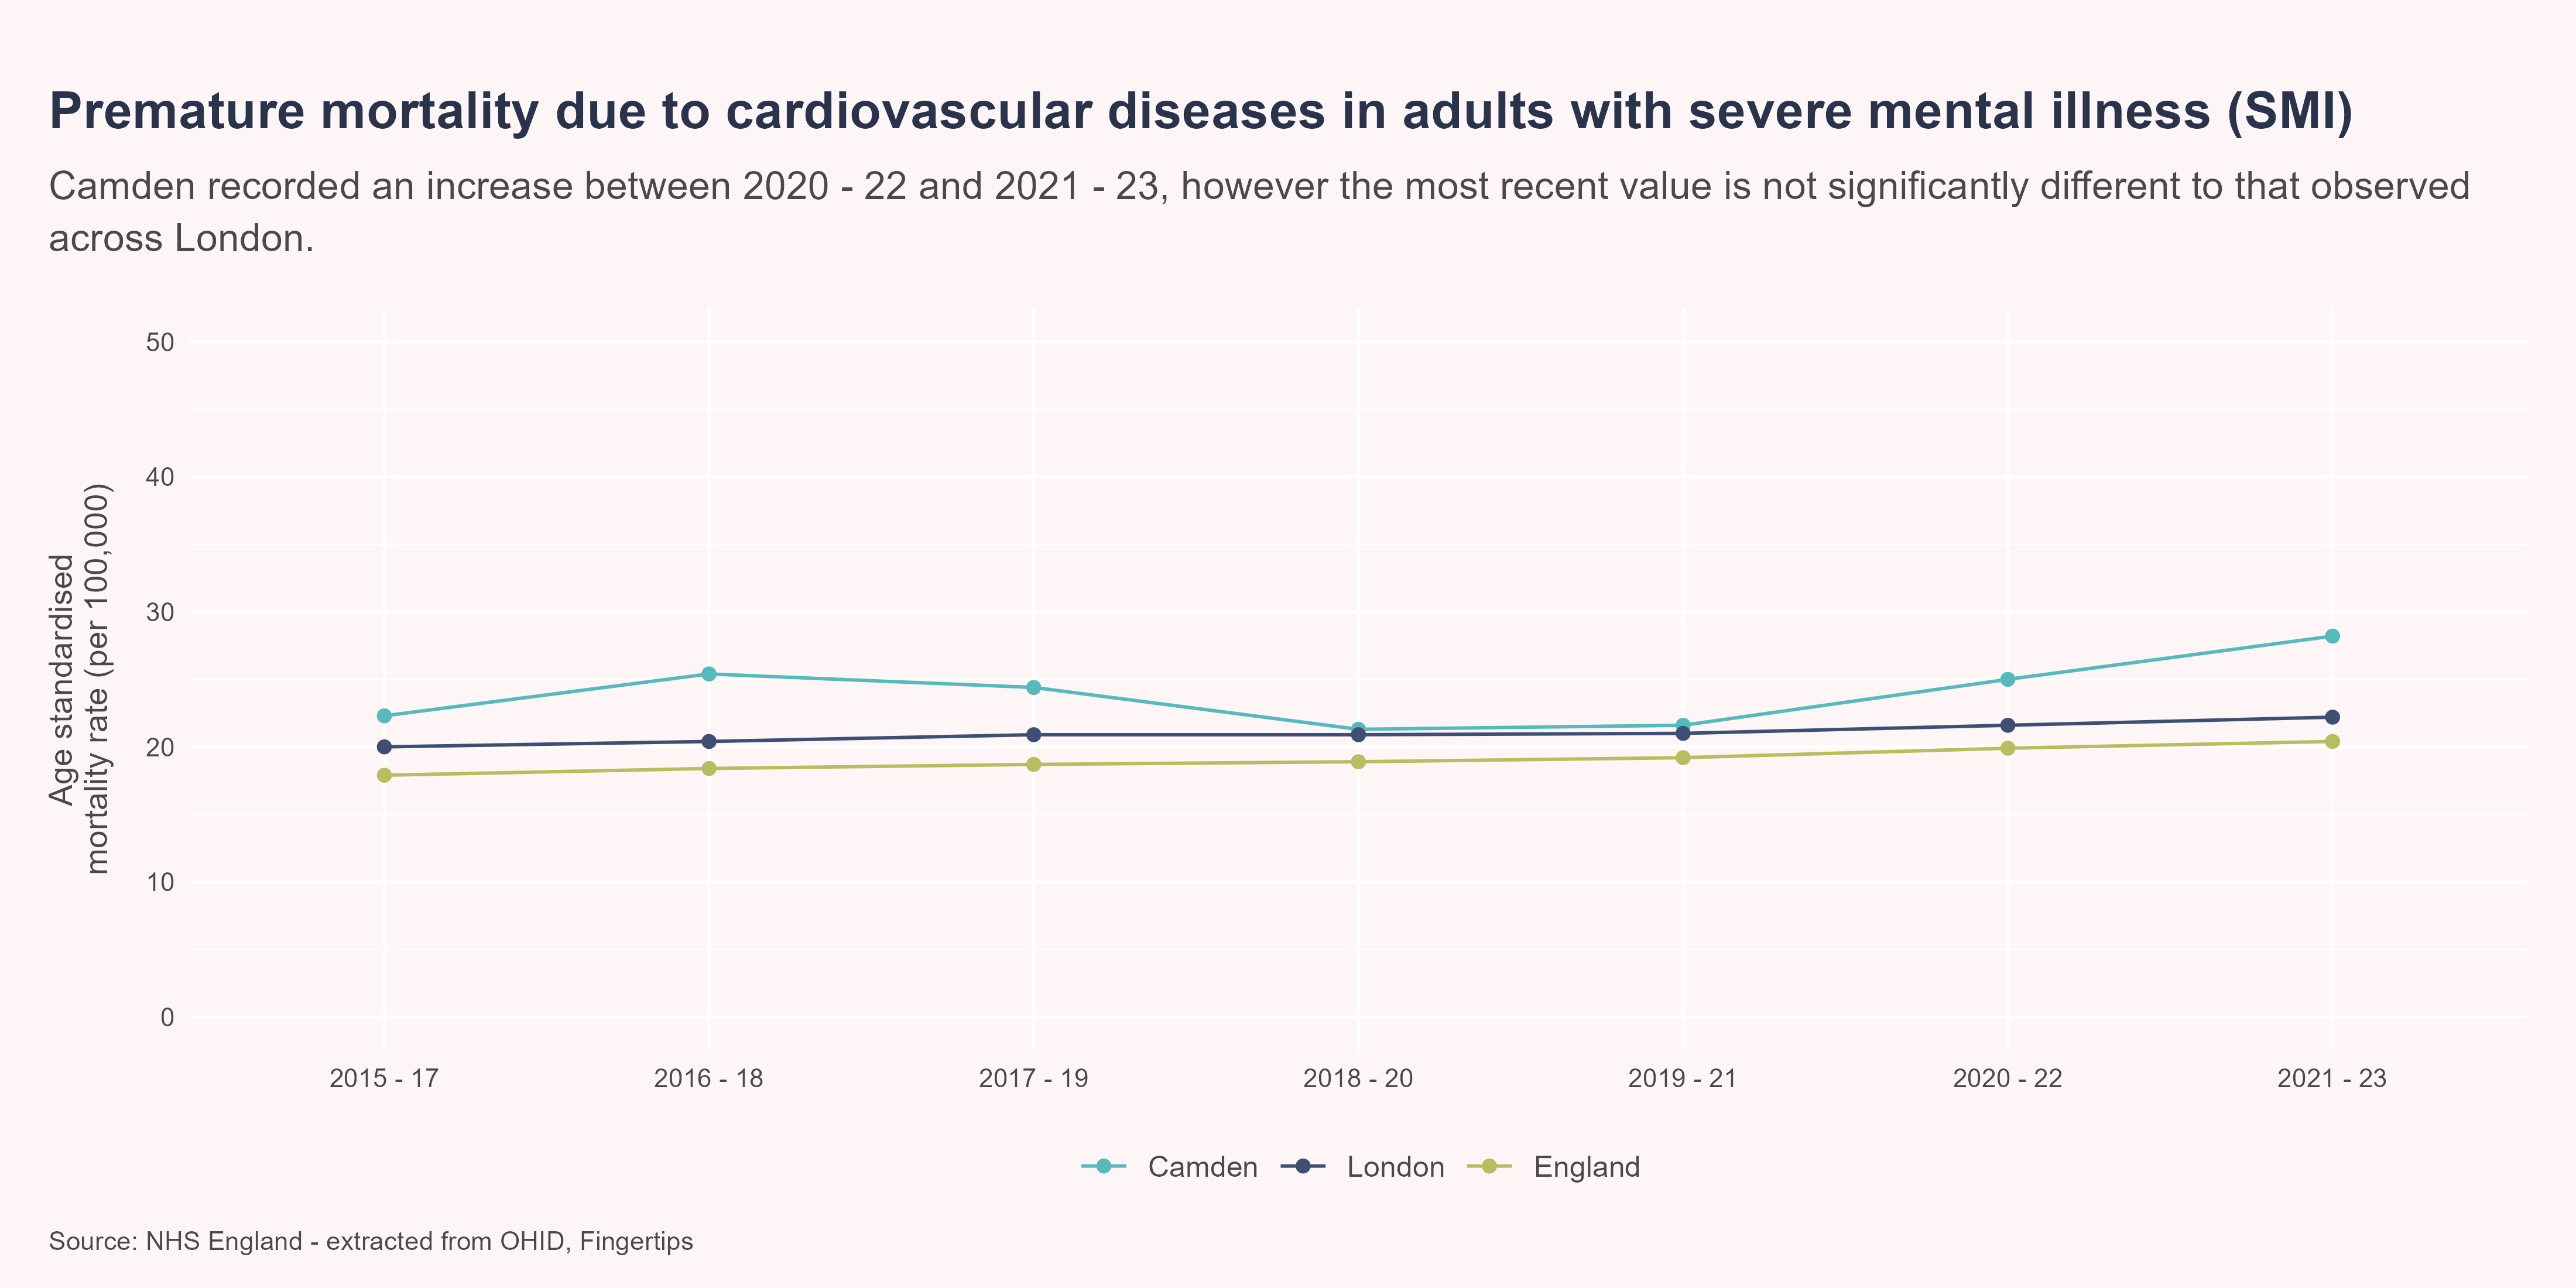 Premature mortality due to cardiovascular diseases in adults with severe mental illness (SMI)
Camden recorded an increase between 2020 - 22 and 2021 - 23, however the most recent value is not significantly different to that observed
across London.
Age standardised
mortality rate (per 100,000)
50
40
30
20
10
0
2015 - 17
2016 - 18
2017 - 19
2018 - 20
2019 - 21
2020 - 22
2021 - 23
Camden
London
England
Source: NHS England - extracted from OHID, Fingertips